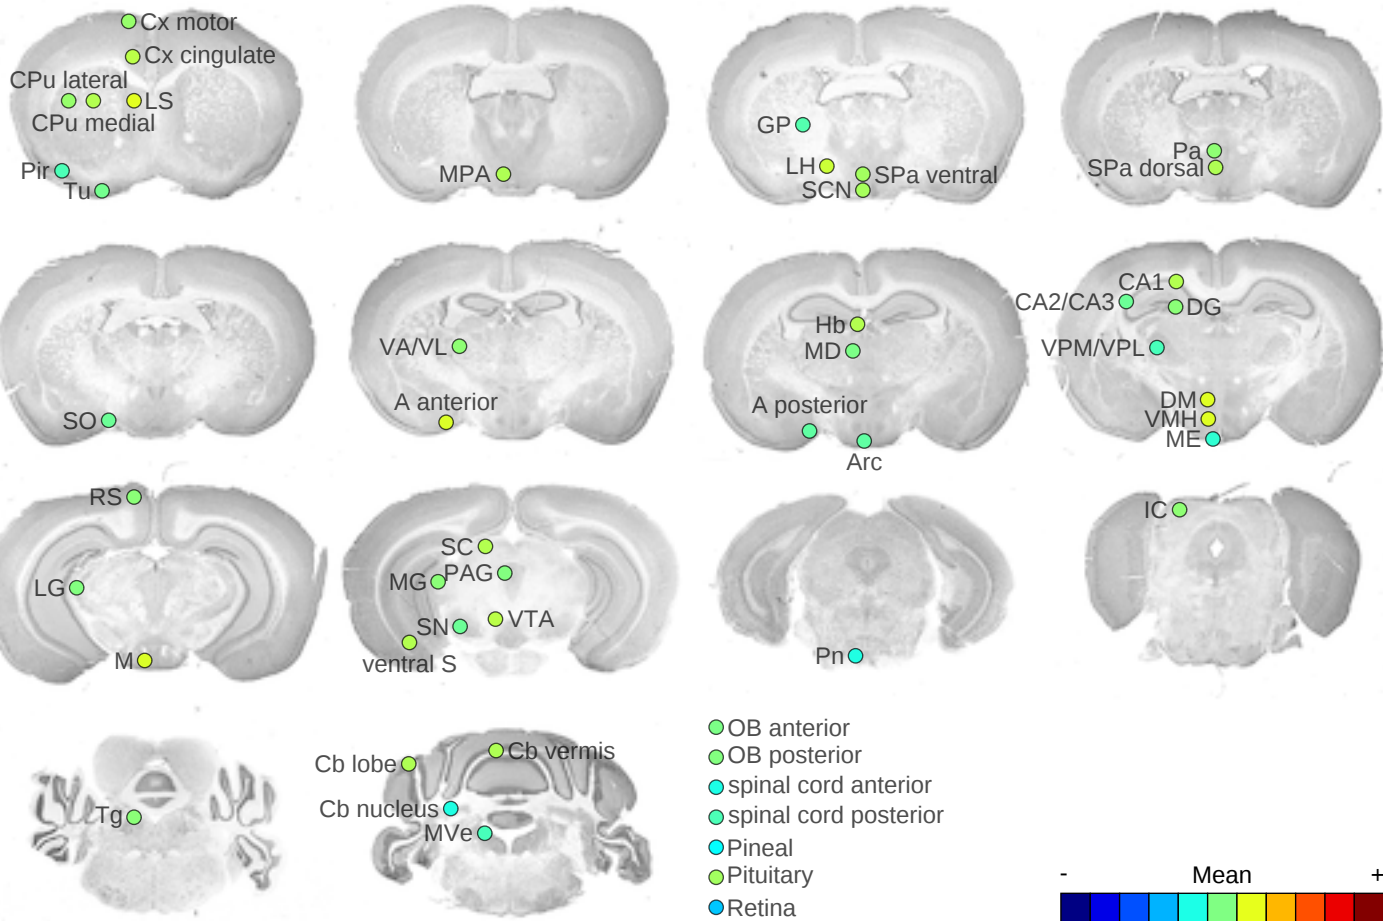 Cx motor
Cx cingulate
CPu lateral
LS
CPu medial
Pir
Tu
MPA
GP
LH
SPa ventral
SCN
Pa
SPa dorsal
SO
VA/VL
A anterior
Hb
MD
A posterior
Arc
CA1
CA2/CA3
DG
VPM/VPL
DM
VMH
ME
RS
LG
M
SC
MG
PAG
SN
VTA
ventral S
Pn
IC
Tg
Cb lobe
Cb vermis
Cb nucleus
MVe
OB anterior
OB posterior
spinal cord anterior
spinal cord posterior
Pineal
Pituitary
Retina
- Mean +